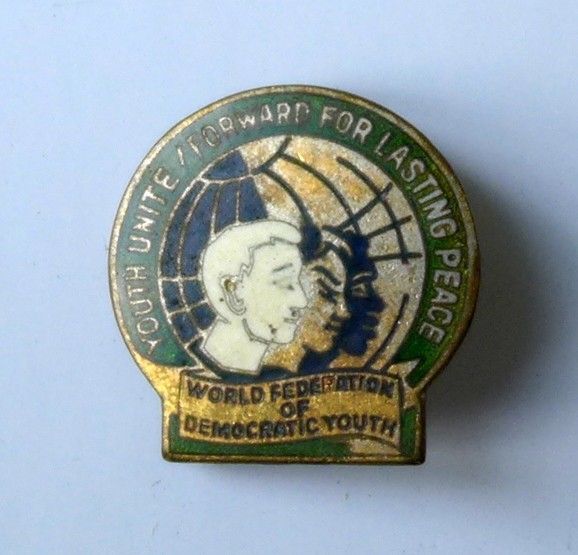 YOUTH UNITE / FORWARD FOR LASTING PEACE
WORLD FEDERATION
OF
DEMOCRATIC YOUTH